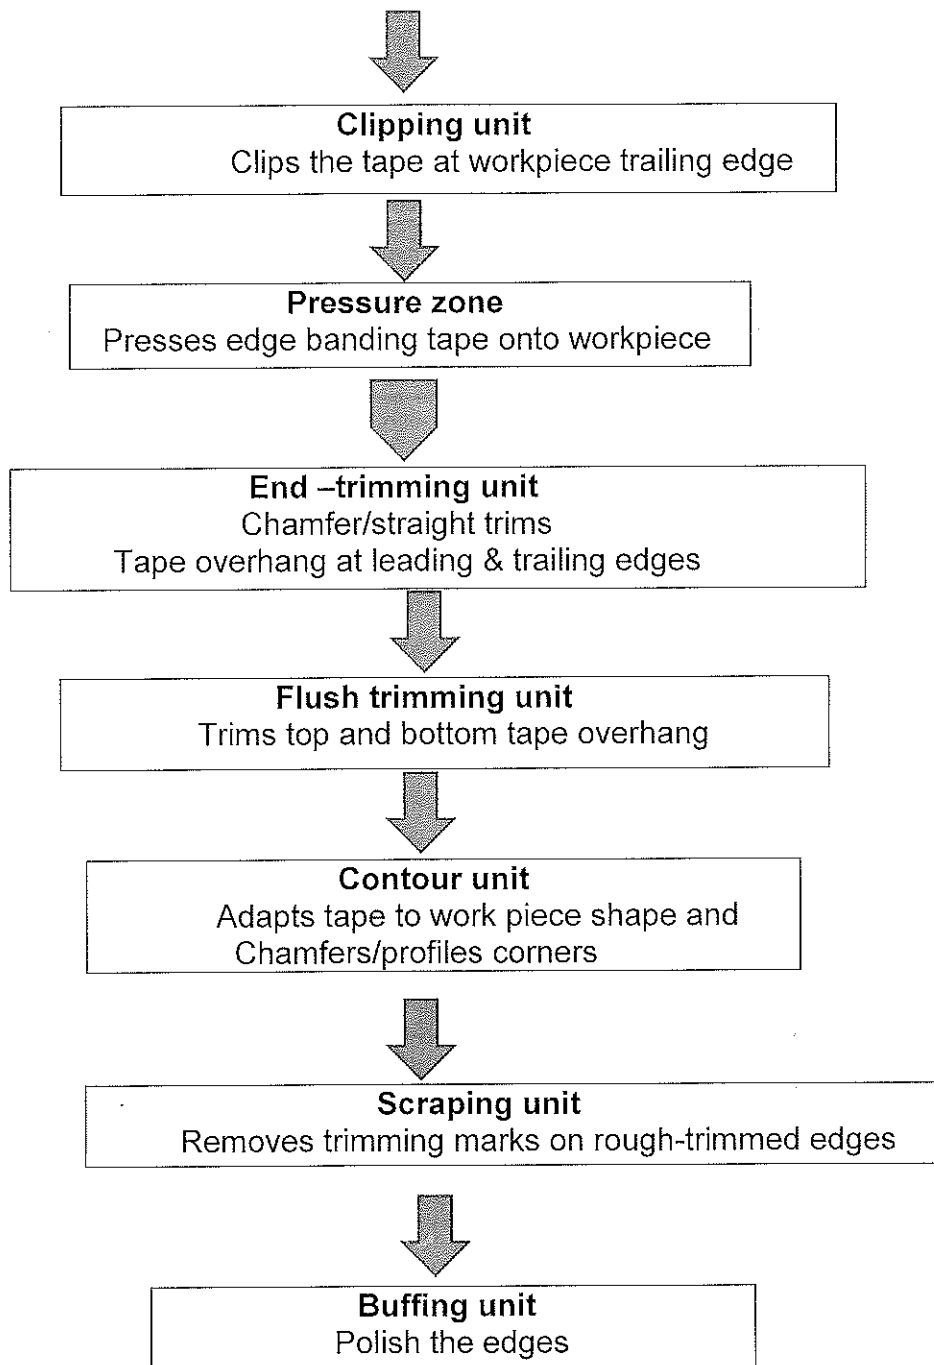 Clipping unit
Clips the tape at workpiece trailing edge
Pressure zone
Presses edge banding tape onto workpiece
End –trimming unit
Chamfer/straight trims
Tape overhang at leading & trailing edges
Flush trimming unit
Trims top and bottom tape overhang
Contour unit
Adapts tape to work piece shape and
Chamfers/profiles corners
Scraping unit
Removes trimming marks on rough-trimmed edges
Buffing unit
Polish the edges